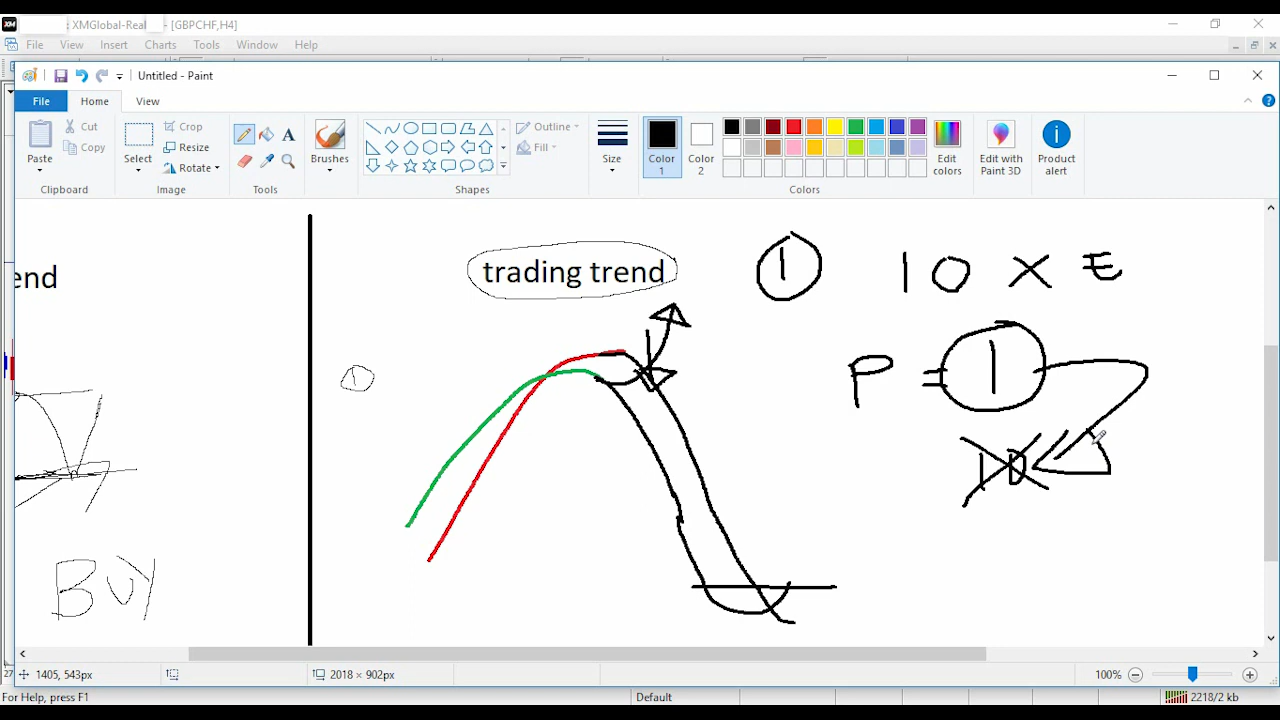 : XMGlobal-Rea - [GBPCHF,H4]
File View Insert Charts Tools Window Help
Untitled - Paint
File Home View
Paste Cut Copy Select Crop Resize Rotate Brushes Outline Fill Size Color 1 Color 2 Edit colors Edit with Paint 3D Product alert
Clipboard Image Tools Shapes Colors
end
trading trend
1 10 X E
P = 1
1
10
BUY
1405, 543px 2018 × 902px 100%
For Help, press F1 Default 2218/2 kb